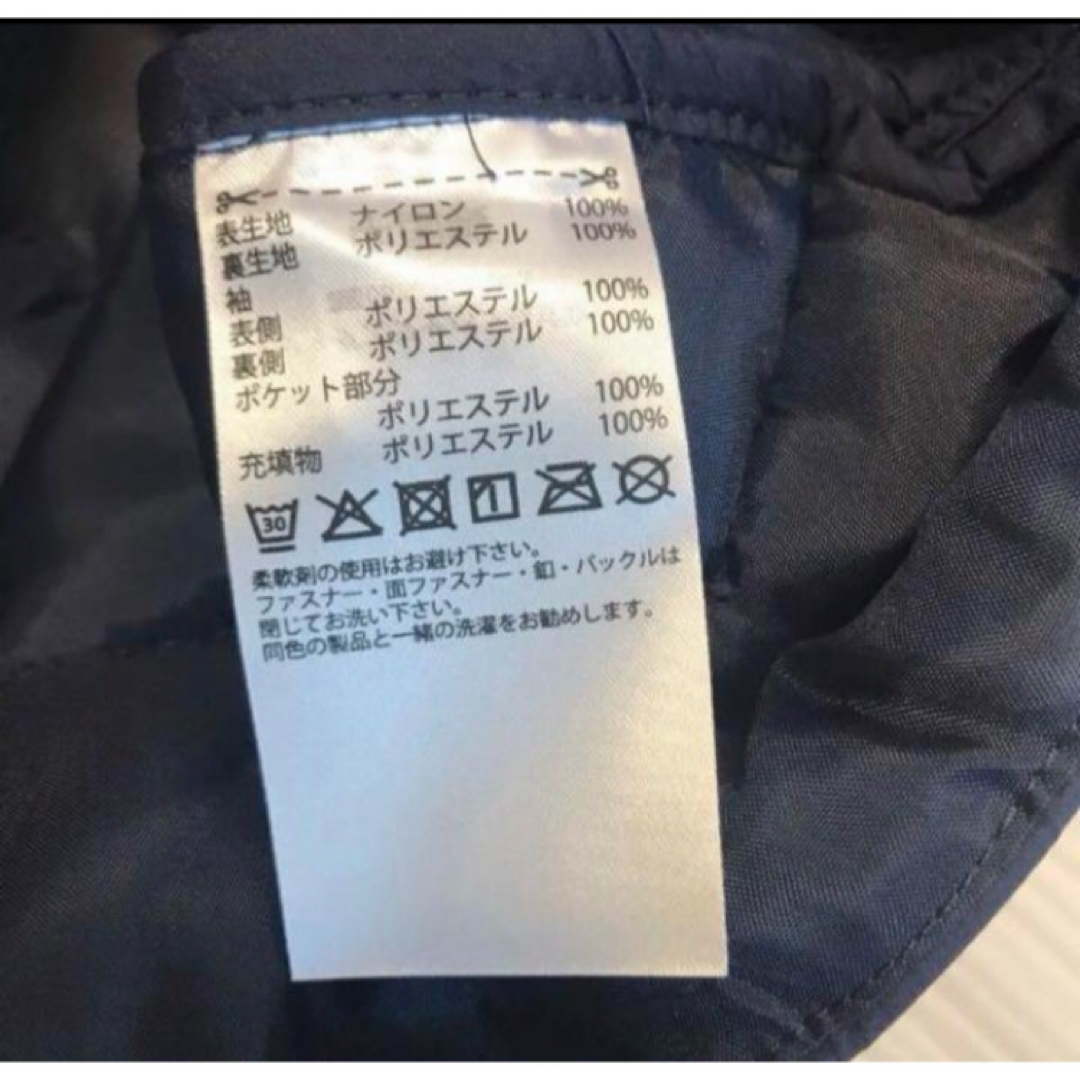 表生地 ナイロン 100%
裏生地 ポリエステル 100%
袖
表側 ポリエステル 100%
裏側 ポリエステル 100%
ポケット部分
ポリエステル 100%
充填物 ポリエステル 100%
30
柔軟剤の使用はお避け下さい。
ファスナー・面ファスナー・釦・バックルは
閉じてお洗い下さい。
同色の製品と一緒の洗濯をお勧めします。